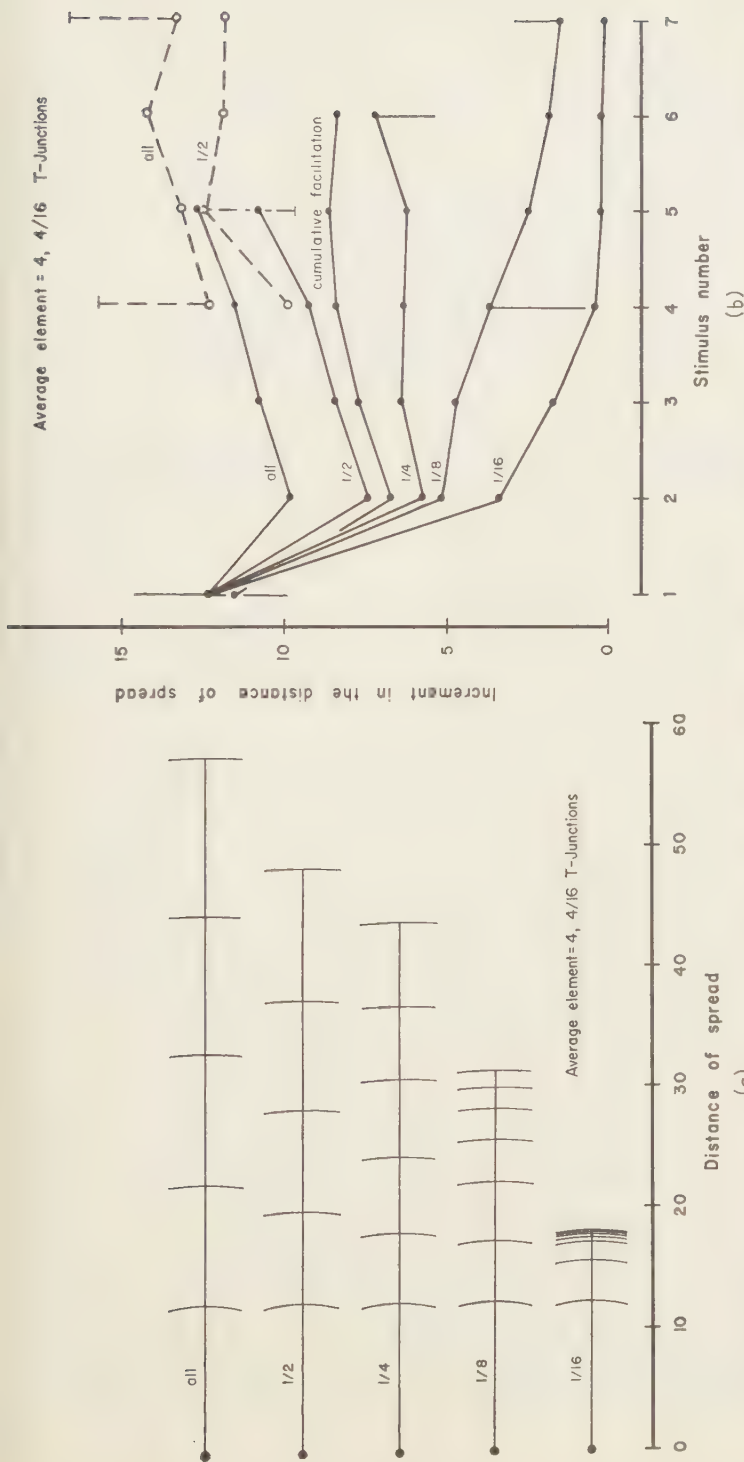 all
1/2
1/4
1/8
1/16
Average element = 4, 4/16 T-Junctions
0
10
20
30
40
50
60
Distance of spread
Average element = 4, 4/16 T-Junctions
Increment in the distance of spread
15
10
5
0
all
1/2
all
1/2
cumulative facilitation
1/4
1/8
1/16
1
2
3
4
5
6
7
Stimulus number
(b)